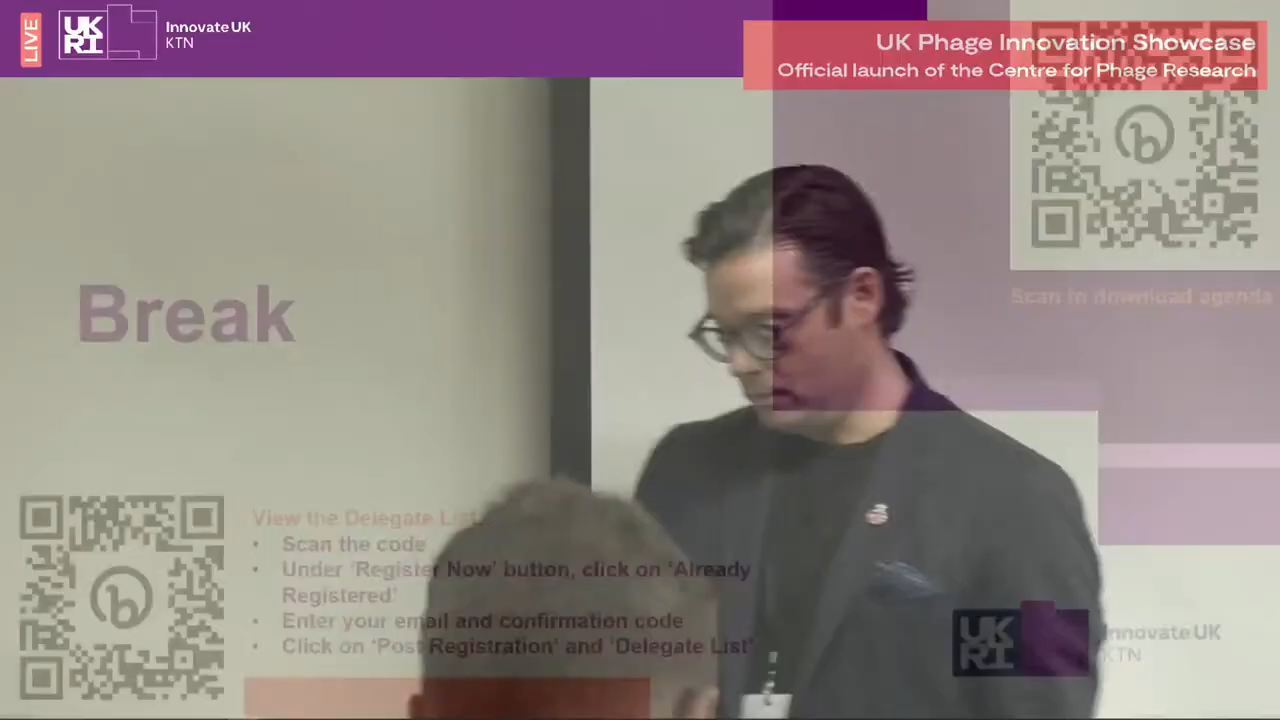 LIVE
UK
RI
Innovate UK
KTN
UK Phage Innovation Showcase
Official launch of the Centre for Phage Research
Scan to download agenda
Break
View the Delegate List
• Scan the code
• Under 'Register Now' button, click on 'Already
Registered'
• Enter your email and confirmation code
• Click on 'Post Registration' and 'Delegate List'
UK
RI
Innovate UK
KTN